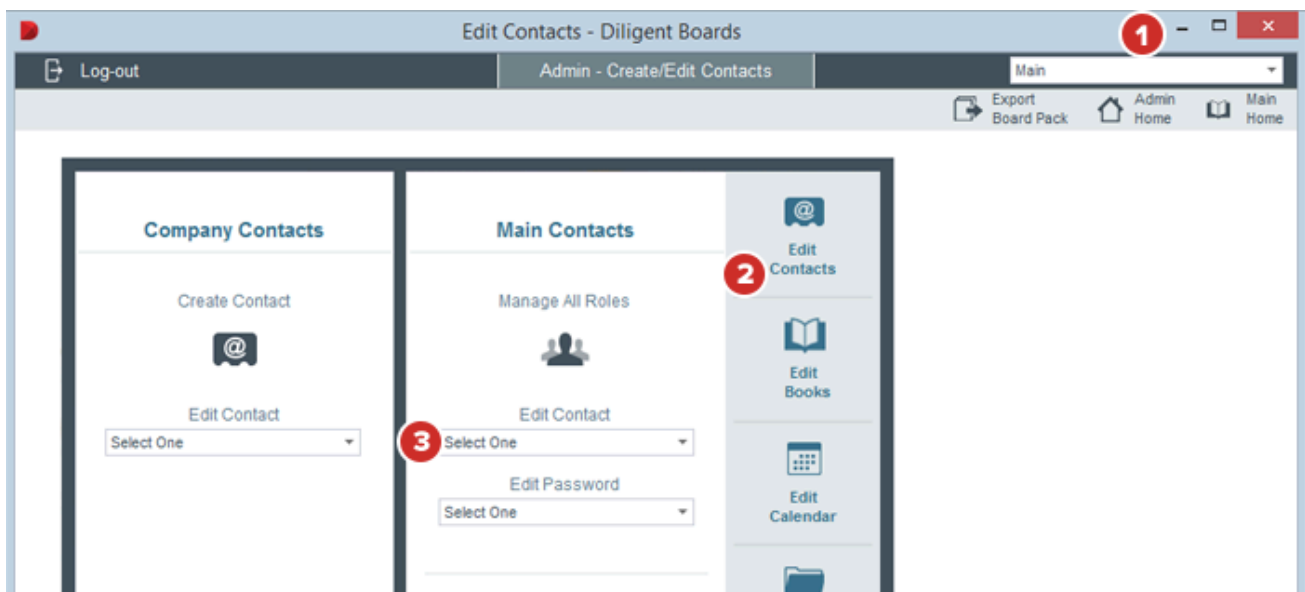 Edit Contacts - Diligent Boards
1
Log-out
Admin - Create/Edit Contacts
Main
Export
Board Pack
Admin
Home
Main
Home
Company Contacts
Create Contact
@
Edit Contact
Select One
Main Contacts
Manage All Roles
Edit Contact
3
Select One
Edit Password
Select One
@
Edit
Contacts
2
Edit
Books
Edit
Calendar